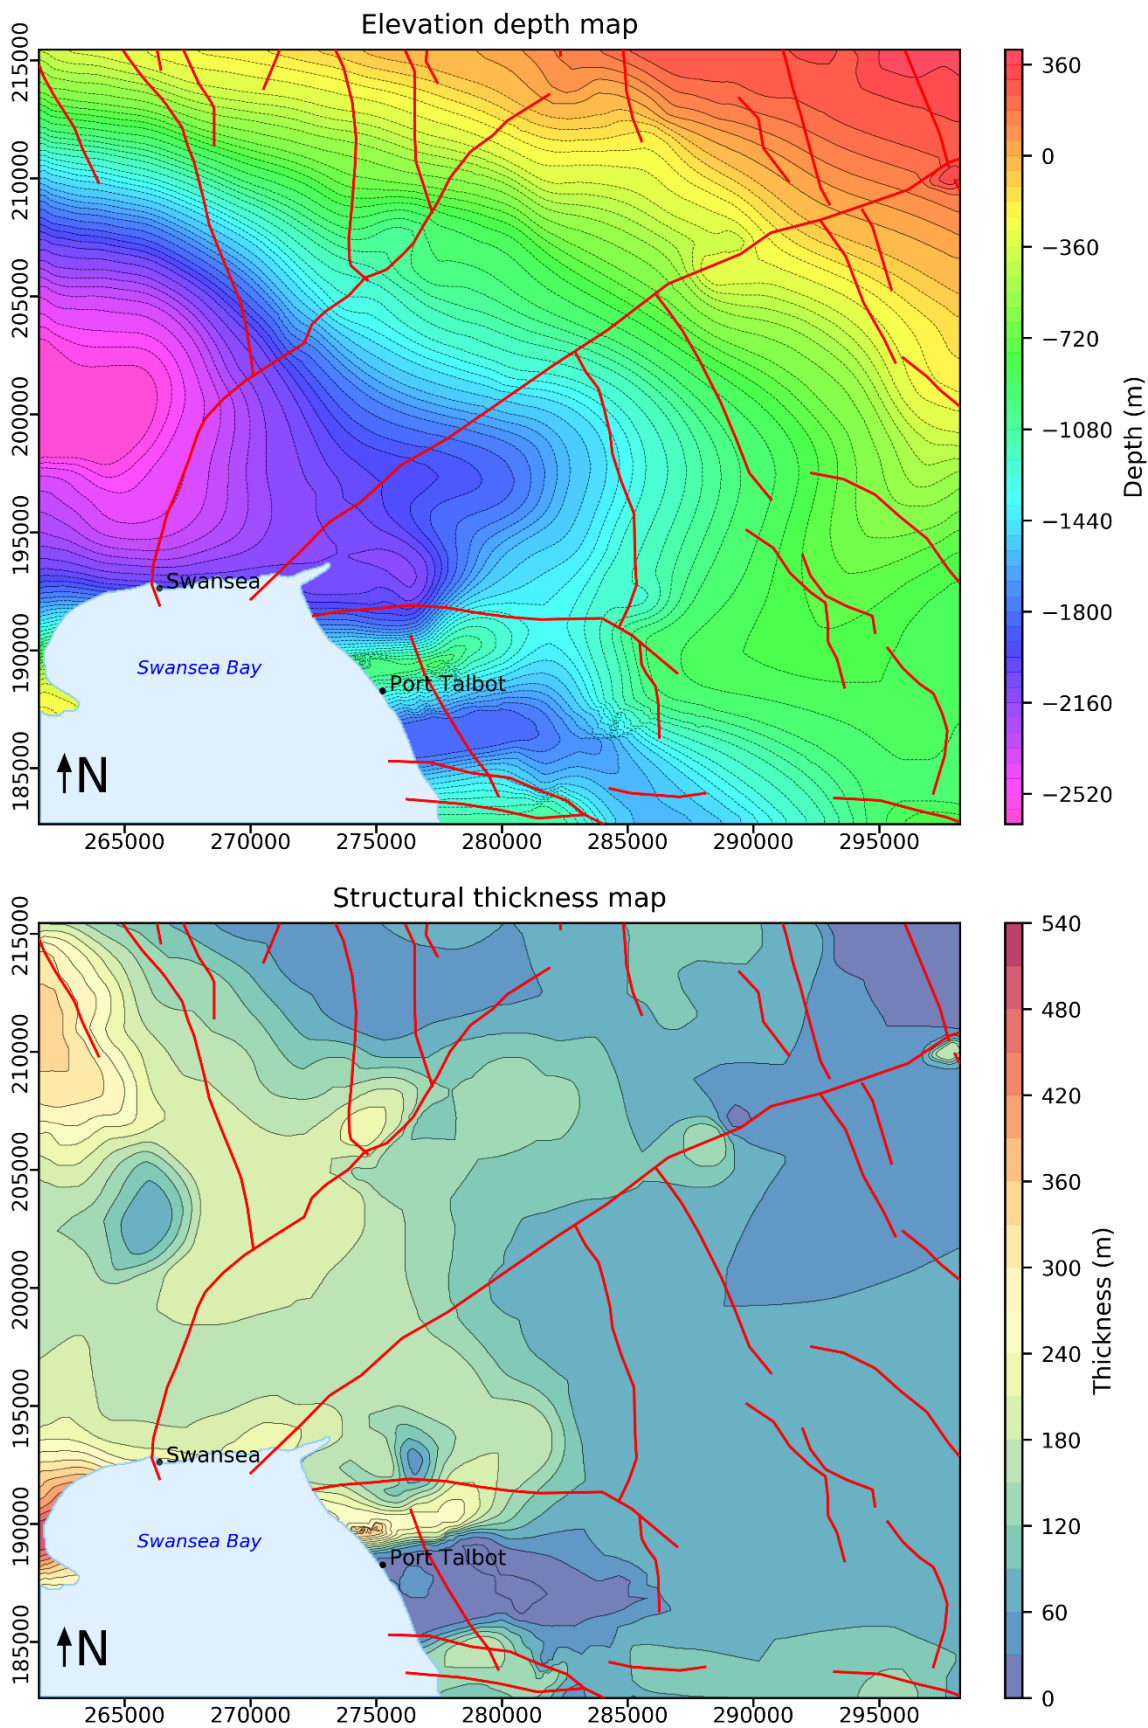 Elevation depth map
215000
210000
205000
200000
195000
190000
185000
Swansea
Swansea Bay
Port Talbot
N
265000 270000 275000 280000 285000 290000 295000
360
0
−360
−720
−1080
−1440
−1800
−2160
−2520
Depth (m)
Structural thickness map
215000
210000
205000
200000
195000
190000
185000
Swansea
Swansea Bay
Port Talbot
N
265000 270000 275000 280000 285000 290000 295000
540
480
420
360
300
240
180
120
60
0
Thickness (m)